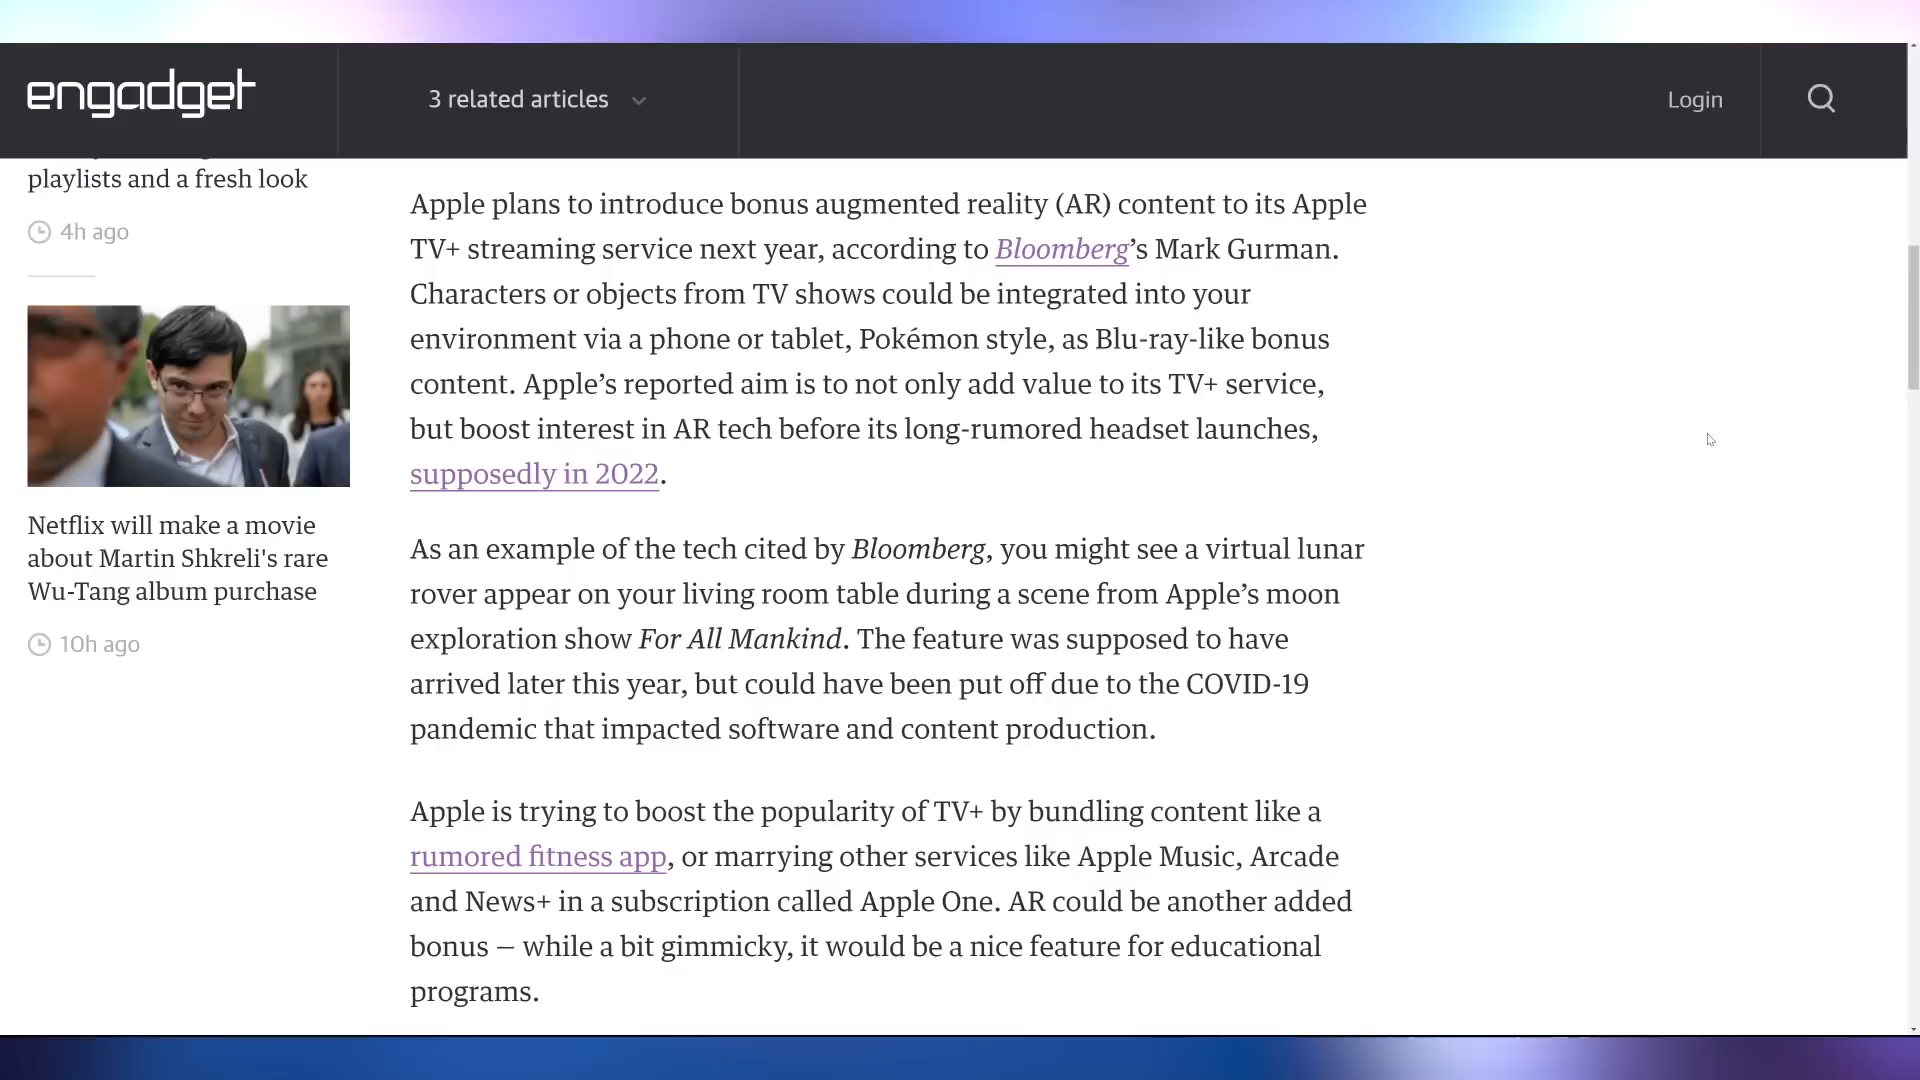 engadget
3 related articles
Login
playlists and a fresh look
4h ago
Netflix will make a movie
about Martin Shkreli's rare
Wu-Tang album purchase
10h ago
Apple plans to introduce bonus augmented reality (AR) content to its Apple
TV+ streaming service next year, according to Bloomberg’s Mark Gurman.
Characters or objects from TV shows could be integrated into your
environment via a phone or tablet, Pokémon style, as Blu-ray-like bonus
content. Apple’s reported aim is to not only add value to its TV+ service,
but boost interest in AR tech before its long-rumored headset launches,
supposedly in 2022.
As an example of the tech cited by Bloomberg, you might see a virtual lunar
rover appear on your living room table during a scene from Apple’s moon
exploration show For All Mankind. The feature was supposed to have
arrived later this year, but could have been put off due to the COVID-19
pandemic that impacted software and content production.
Apple is trying to boost the popularity of TV+ by bundling content like a
rumored fitness app, or marrying other services like Apple Music, Arcade
and News+ in a subscription called Apple One. AR could be another added
bonus — while a bit gimmicky, it would be a nice feature for educational
programs.